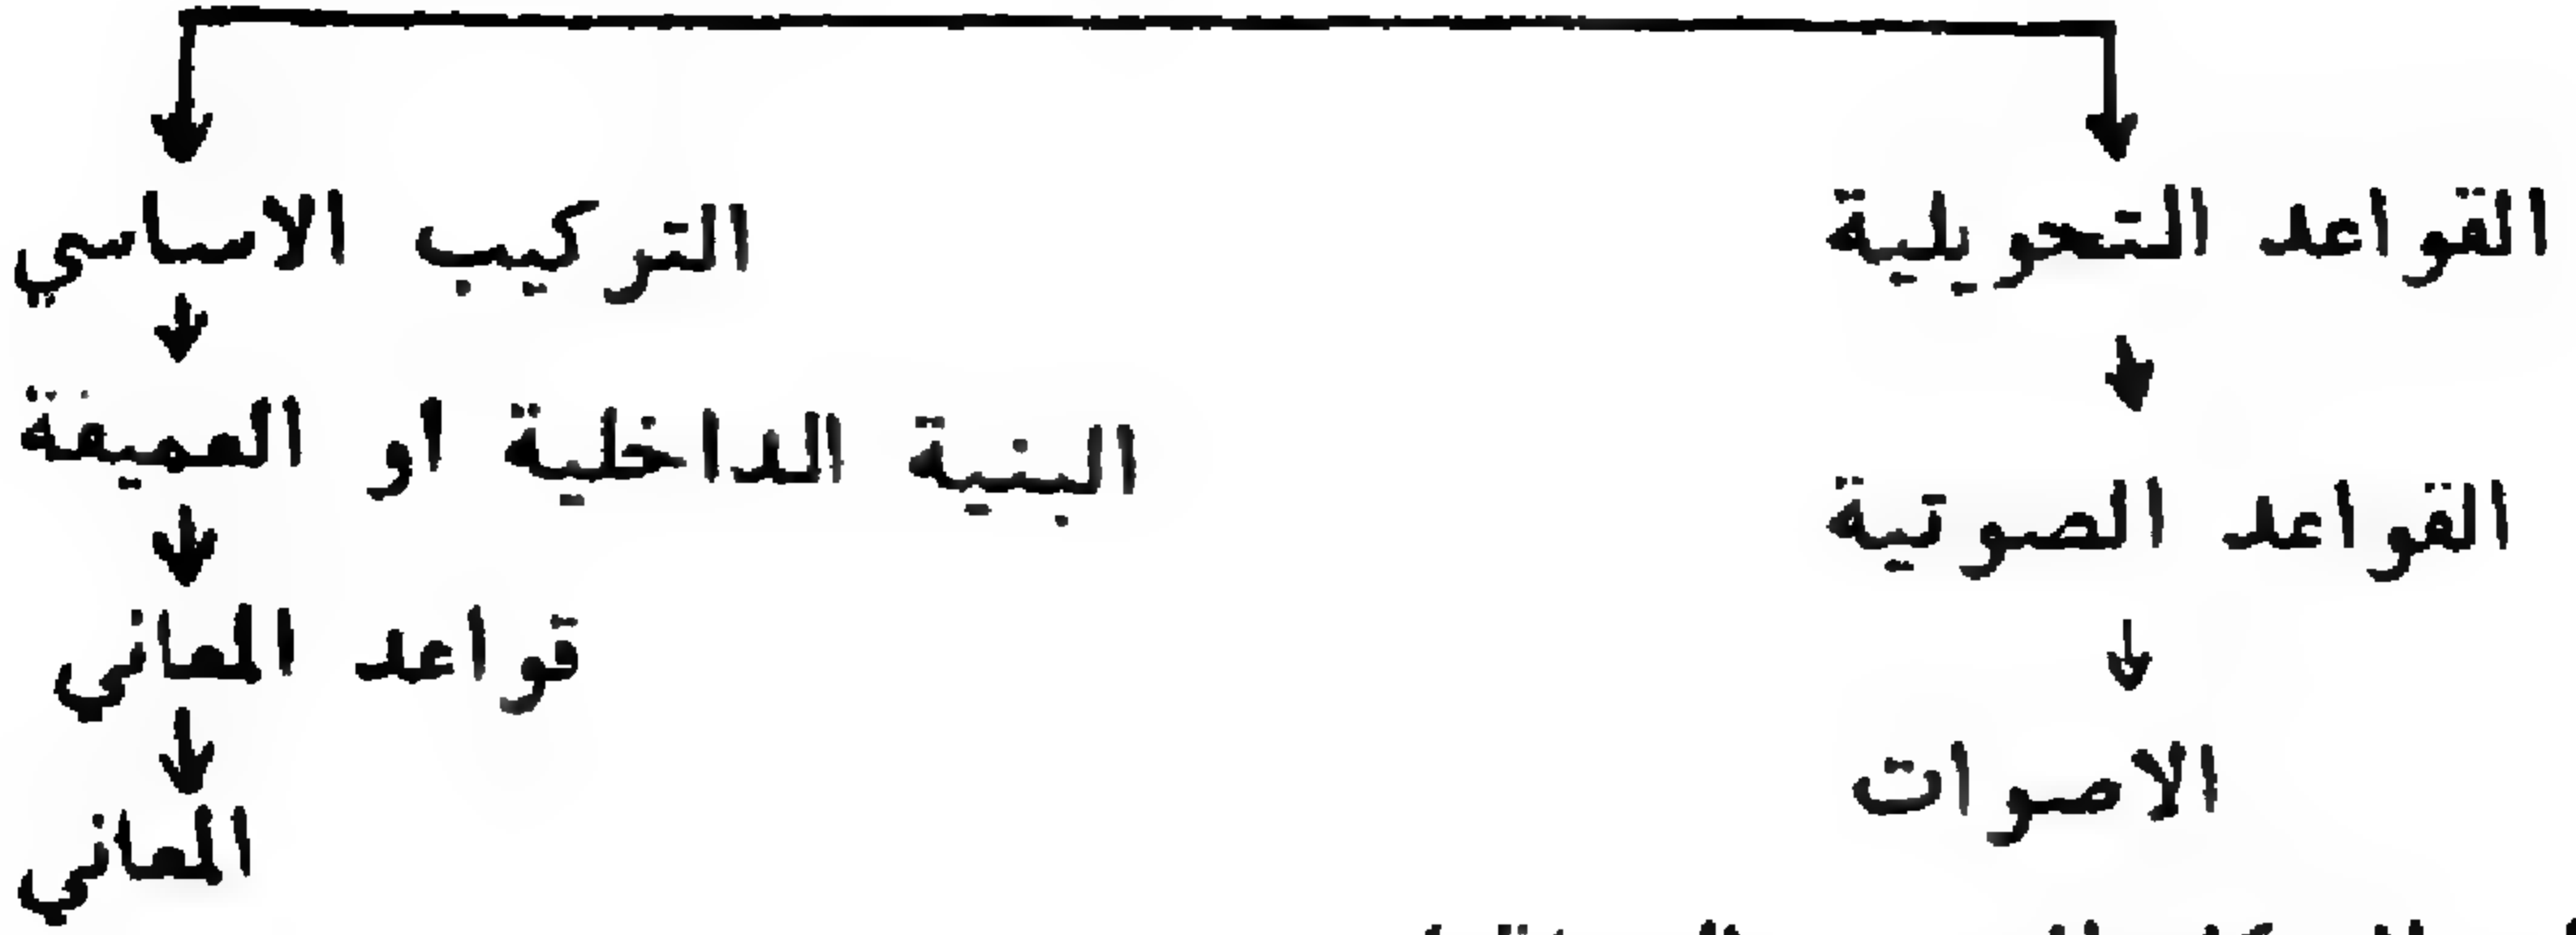 القواعد التحويلية
القواعد الصوتية
الاصوات
التركيب الاساسي
البنية الداخلية او العميقة
قواعد المعاني
المعاني